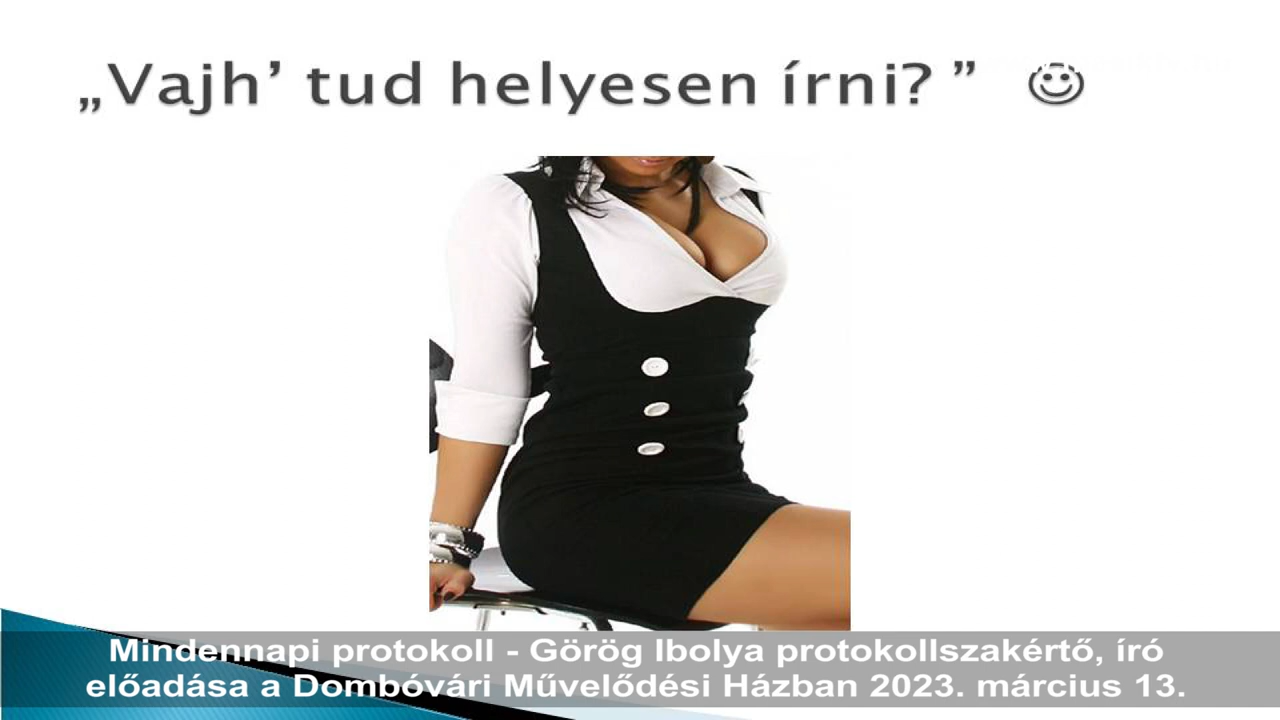 „Vajh’ tud helyesen írni? ” ☺
Mindennapi protokoll - Görög Ibolya protokollszakértő, író
előadása a Dombóvári Művelődési Házban 2023. március 13.